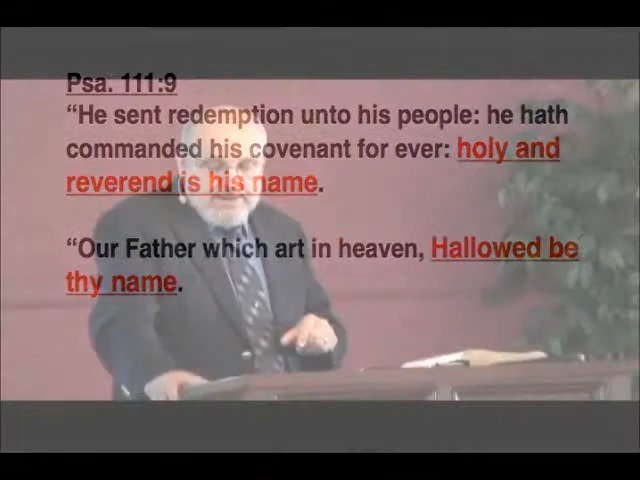 Psa. 111:9
“He sent redemption unto his people: he hath
commanded his covenant for ever: holy and
reverend is his name.
“Our Father which art in heaven, Hallowed be
thy name.